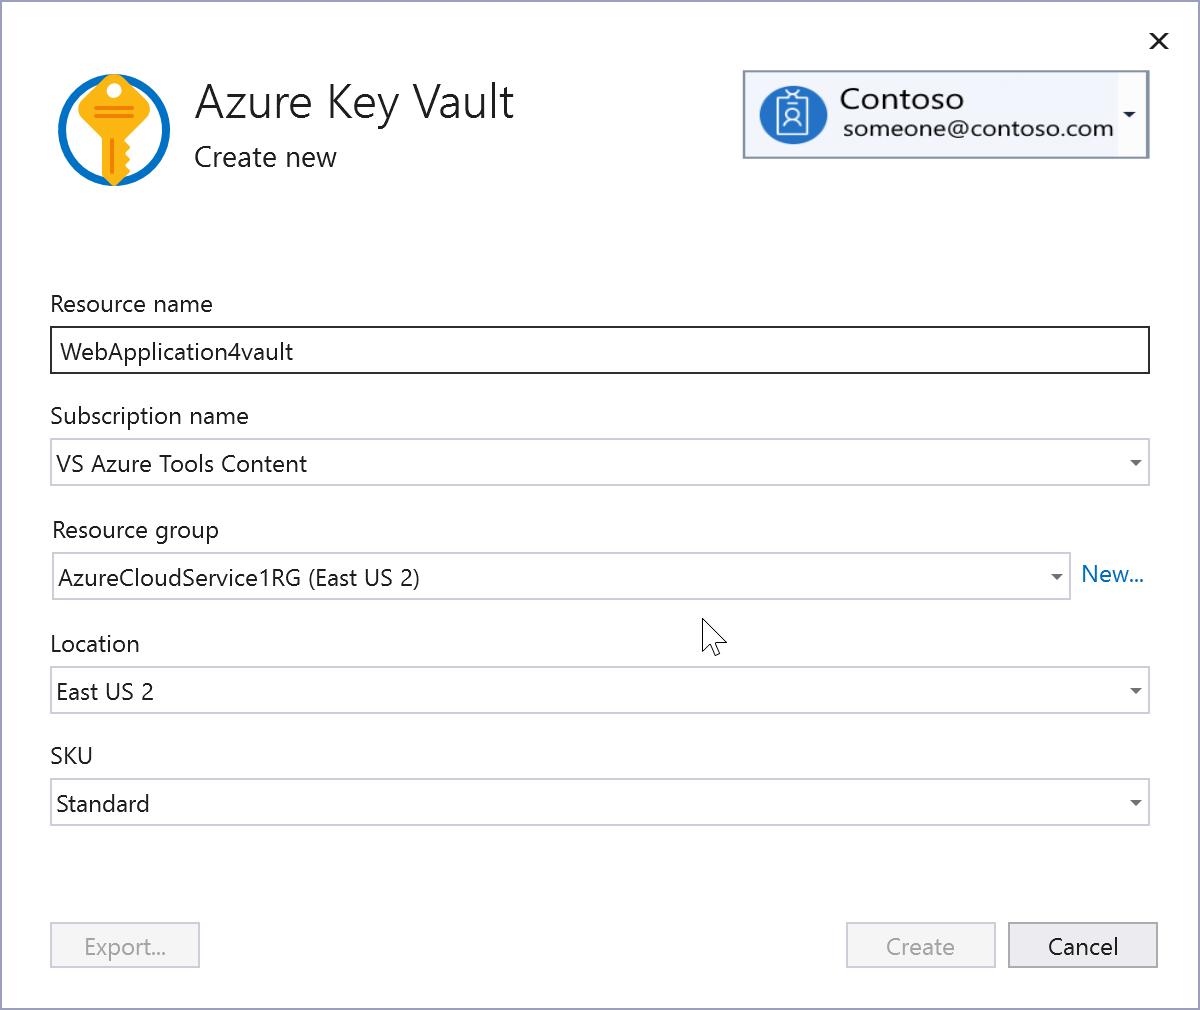 Azure Key Vault
Create new
Contoso
someone@contoso.com
Resource name
WebApplication4vault
Subscription name
VS Azure Tools Content
Resource group
AzureCloudService1RG (East US 2)
New...
Location
East US 2
SKU
Standard
Export...
Create
Cancel